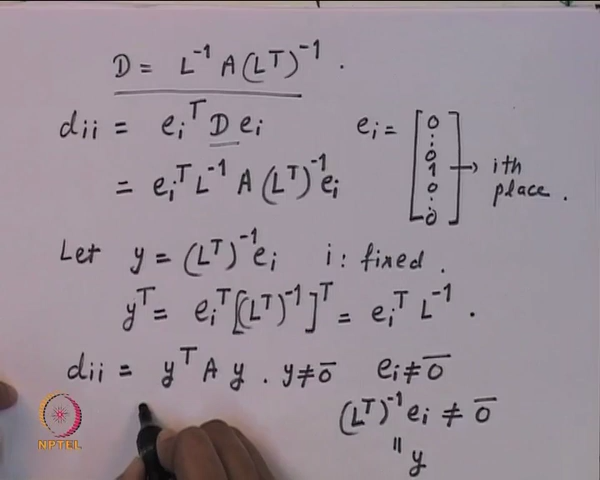 D = L⁻¹ A (Lᵀ)⁻¹ .
dii = eiᵀ D ei
ei = [ 0 ⋮ 0 1 0 ⋮ 0 ] → ith place .
= eiᵀ L⁻¹ A (Lᵀ)⁻¹ ei
Let y = (Lᵀ)⁻¹ ei i : fixed .
yᵀ = eiᵀ [(Lᵀ)⁻¹]ᵀ = eiᵀ L⁻¹ .
dii = yᵀ A y . y ≠ 0̅ ei ≠ 0̅
(Lᵀ)⁻¹ ei ≠ 0̅
" y
NPTEL